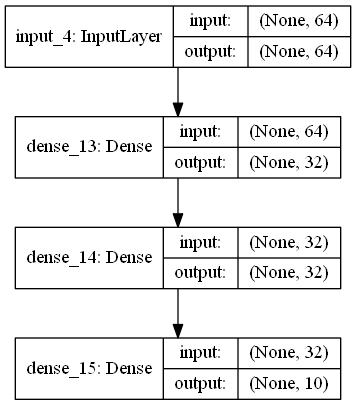 input_4: InputLayer input: (None, 64)
output: (None, 64)
dense_13: Dense input: (None, 64)
output: (None, 32)
dense_14: Dense input: (None, 32)
output: (None, 32)
dense_15: Dense input: (None, 32)
output: (None, 10)